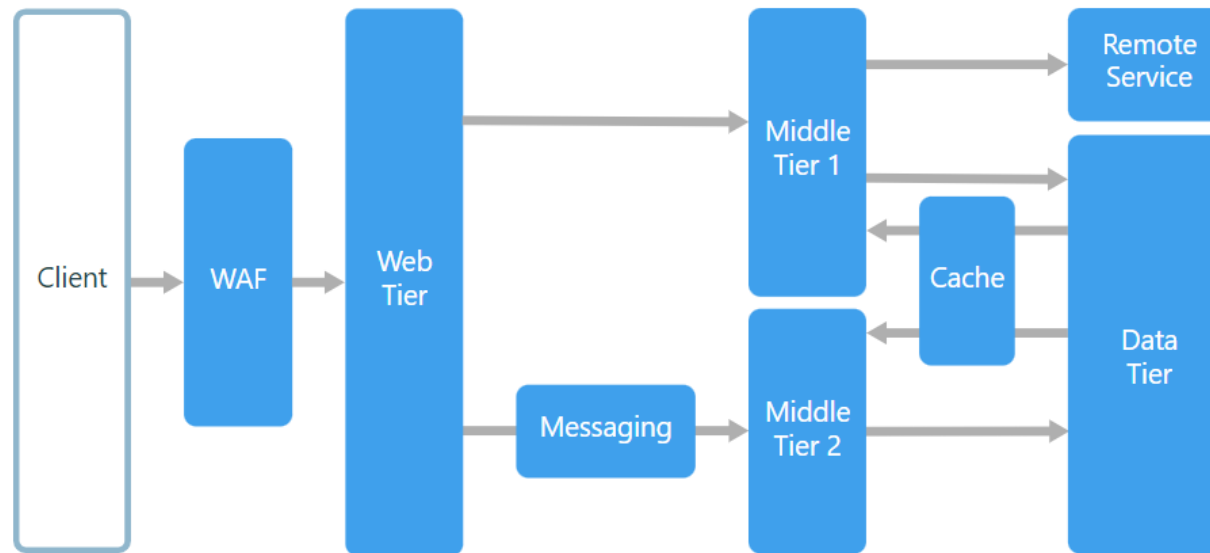 Client
WAF
Web
Tier
Messaging
Middle
Tier 1
Middle
Tier 2
Cache
Remote
Service
Data
Tier